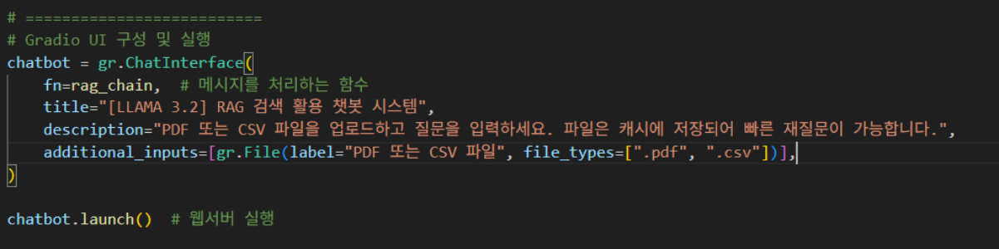 # ==========================
# Gradio UI 구성 및 실행
chatbot = gr.ChatInterface(
    fn=rag_chain,  # 메시지를 처리하는 함수
    title="[LLAMA 3.2] RAG 검색 활용 챗봇 시스템",
    description="PDF 또는 CSV 파일을 업로드하고 질문을 입력하세요. 파일은 캐시에 저장되어 빠른 재질문이 가능합니다.",
    additional_inputs=[gr.File(label="PDF 또는 CSV 파일", file_types=[".pdf", ".csv"])],
)
chatbot.launch()  # 웹서버 실행